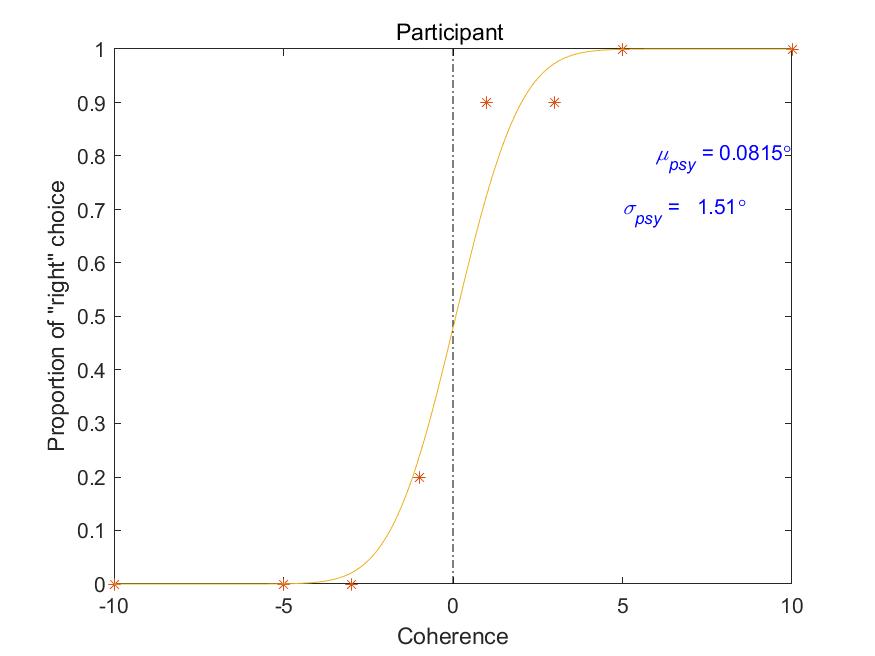 Participant
1
0.9
0.8
0.7
0.6
0.5
0.4
0.3
0.2
0.1
0
Proportion of "right" choice
μpsy = 0.0815°
σpsy = 1.51°
-10 -5 0 5 10
Coherence